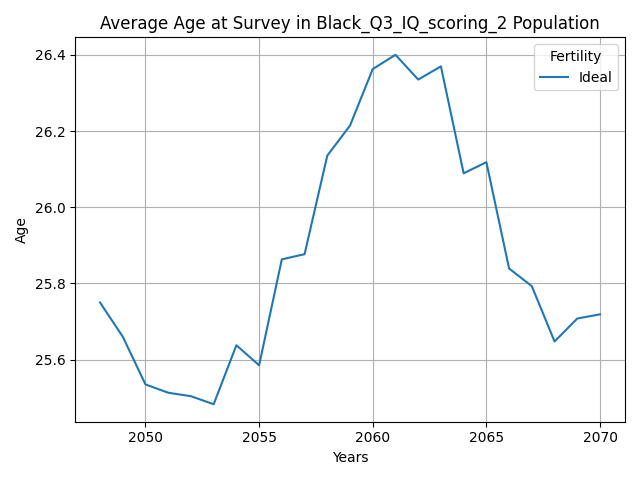 Average Age at Survey in Black_Q3_IQ_scoring_2 Population
Fertility
Ideal
Age
26.4
26.2
26.0
25.8
25.6
2050 2055 2060 2065 2070
Years